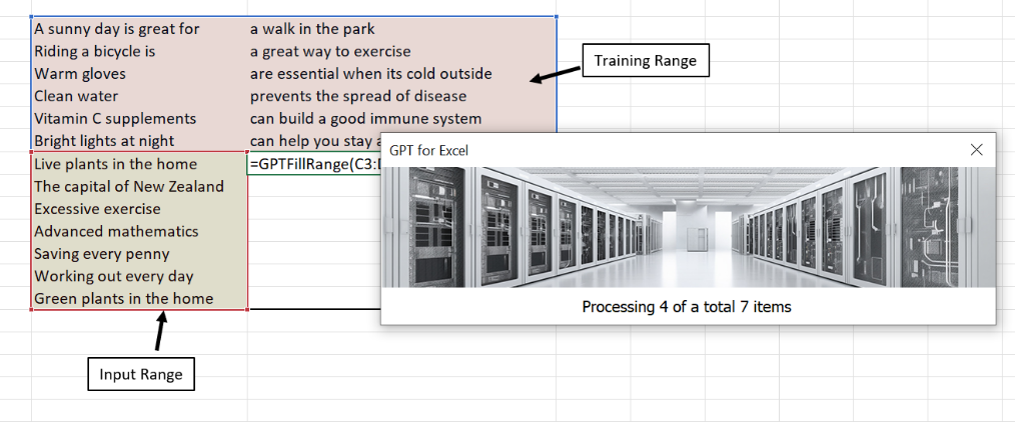 A sunny day is great for a walk in the park
Riding a bicycle is a great way to exercise
Training Range
Warm gloves are essential when its cold outside
Clean water prevents the spread of disease
Vitamin C supplements can build a good immune system
Bright lights at night can help you stay
GPT for Excel
Live plants in the home =GPTFillRange(C3:
The capital of New Zealand
Excessive exercise
Advanced mathematics
Saving every penny
Working out every day
Green plants in the home
Processing 4 of a total 7 items
Input Range